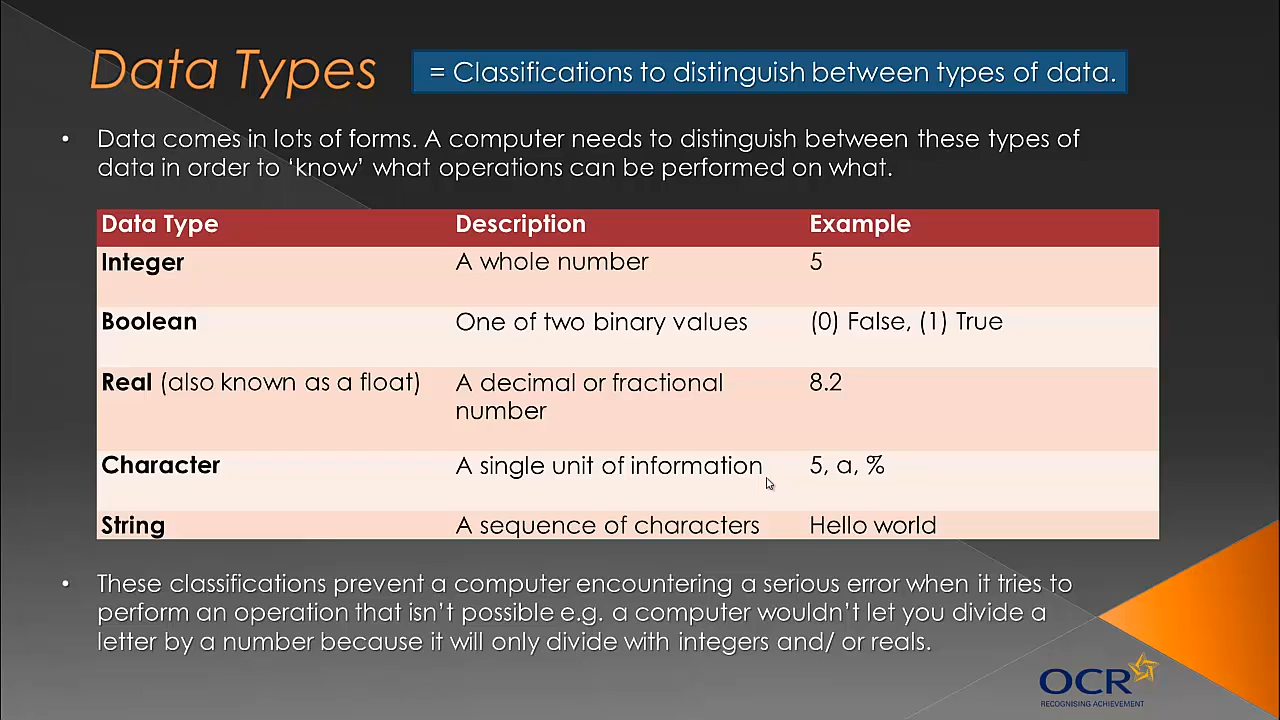 Data Types
= Classifications to distinguish between types of data.
• Data comes in lots of forms. A computer needs to distinguish between these types of
data in order to ‘know’ what operations can be performed on what.
Data Type Description Example
Integer A whole number 5
Boolean One of two binary values (0) False, (1) True
Real (also known as a float) A decimal or fractional 8.2
number
Character A single unit of information 5, a, %
String A sequence of characters Hello world
• These classifications prevent a computer encountering a serious error when it tries to
perform an operation that isn’t possible e.g. a computer wouldn’t let you divide a
letter by a number because it will only divide with integers and/ or reals.
OCR
RECOGNISING ACHIEVEMENT